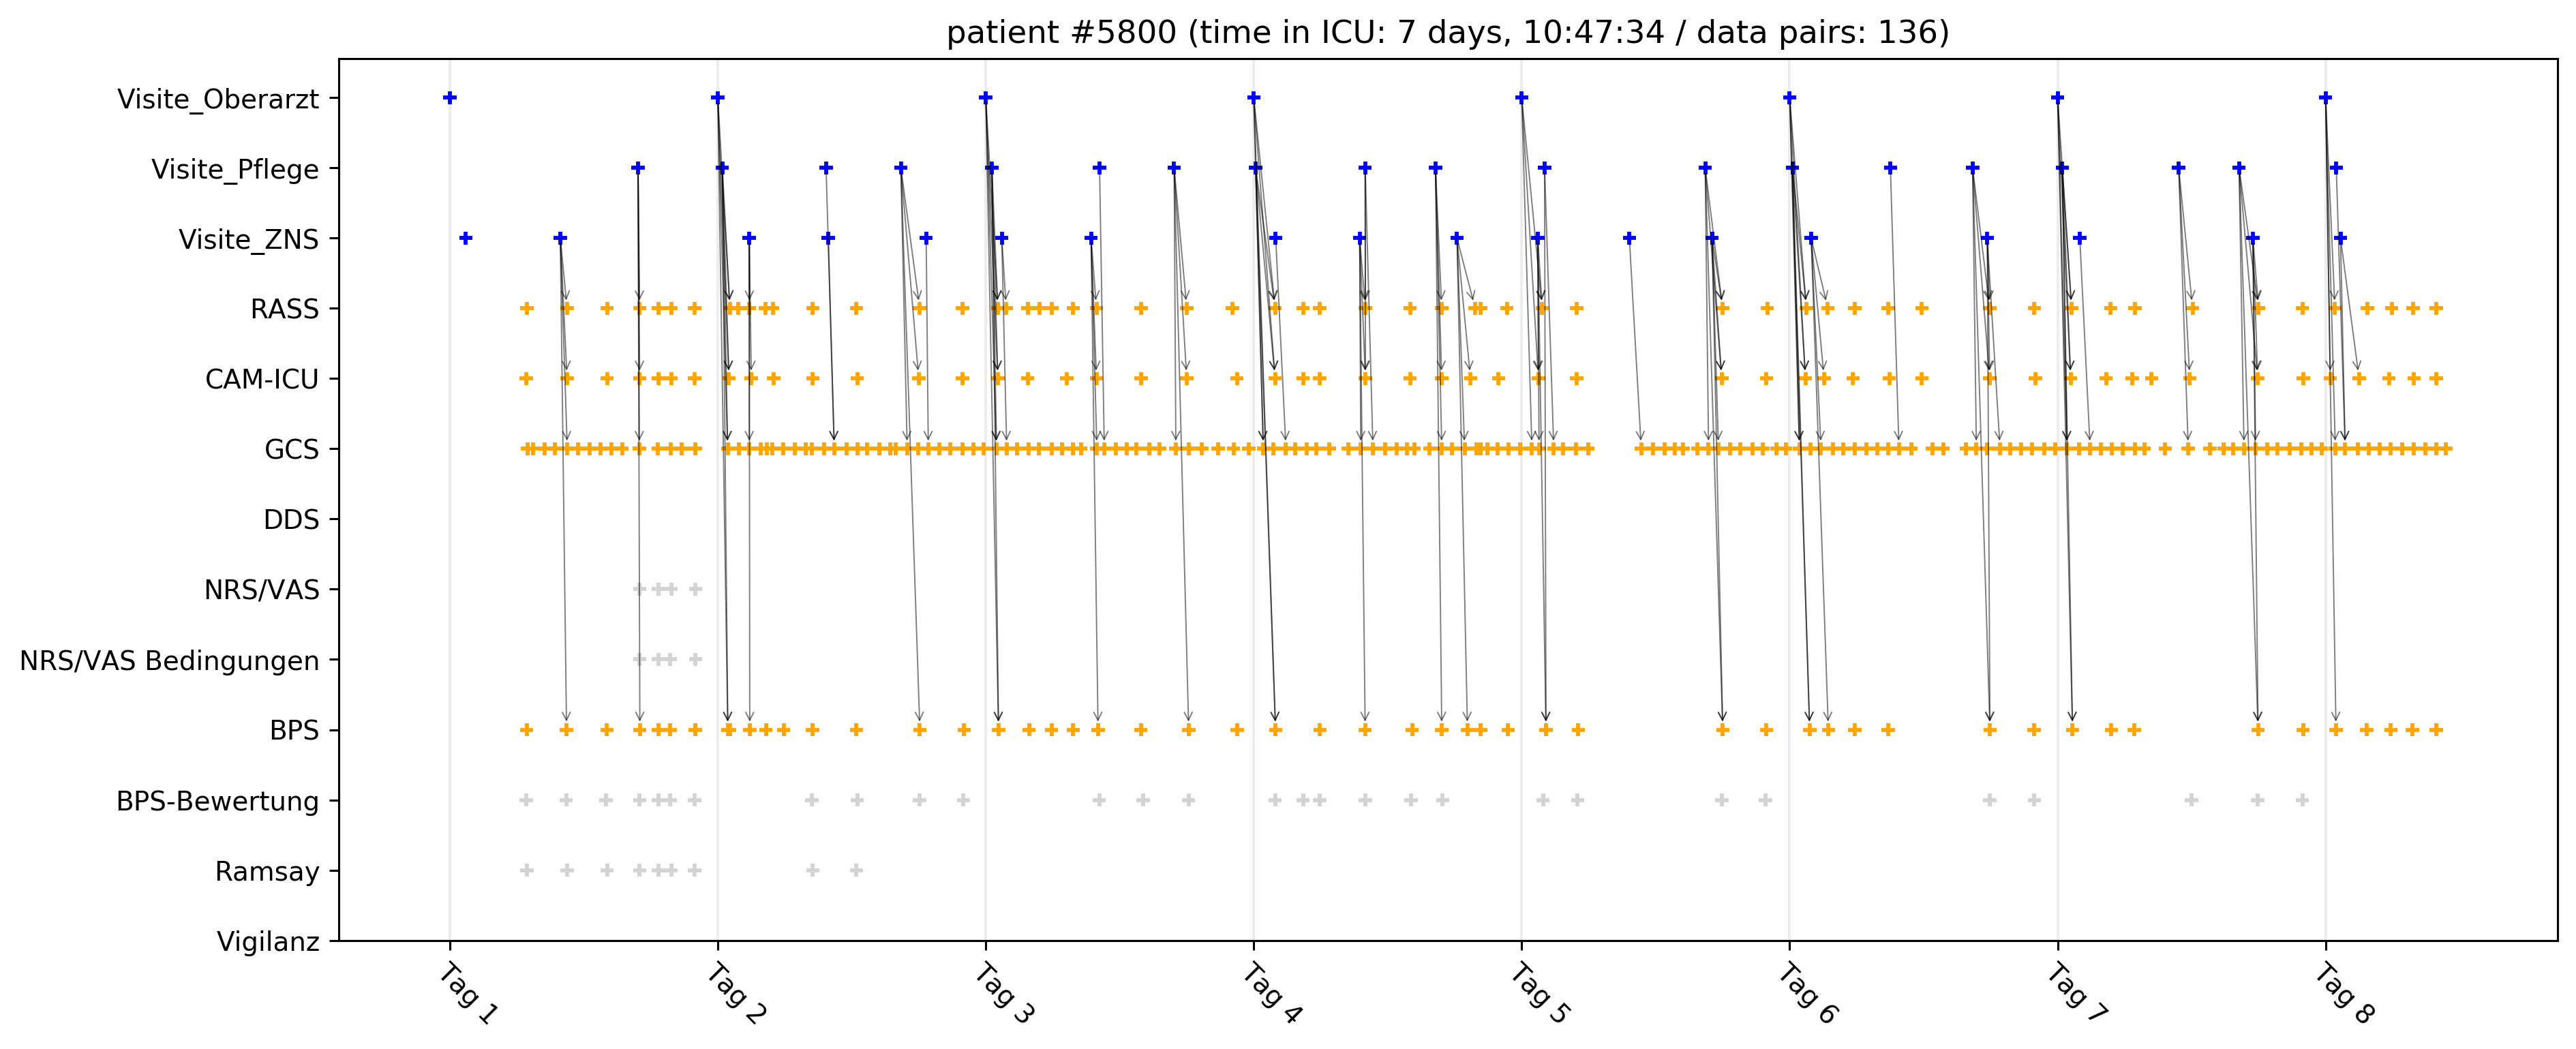 patient #5800 (time in ICU: 7 days, 10:47:34 / data pairs: 136)
Visite_Oberarzt
Visite_Pflege
Visite_ZNS
RASS
CAM-ICU
GCS
DDS
NRS/VAS
NRS/VAS Bedingungen
BPS
BPS-Bewertung
Ramsay
Vigilanz
Tag 1
Tag 2
Tag 3
Tag 4
Tag 5
Tag 6
Tag 7
Tag 8